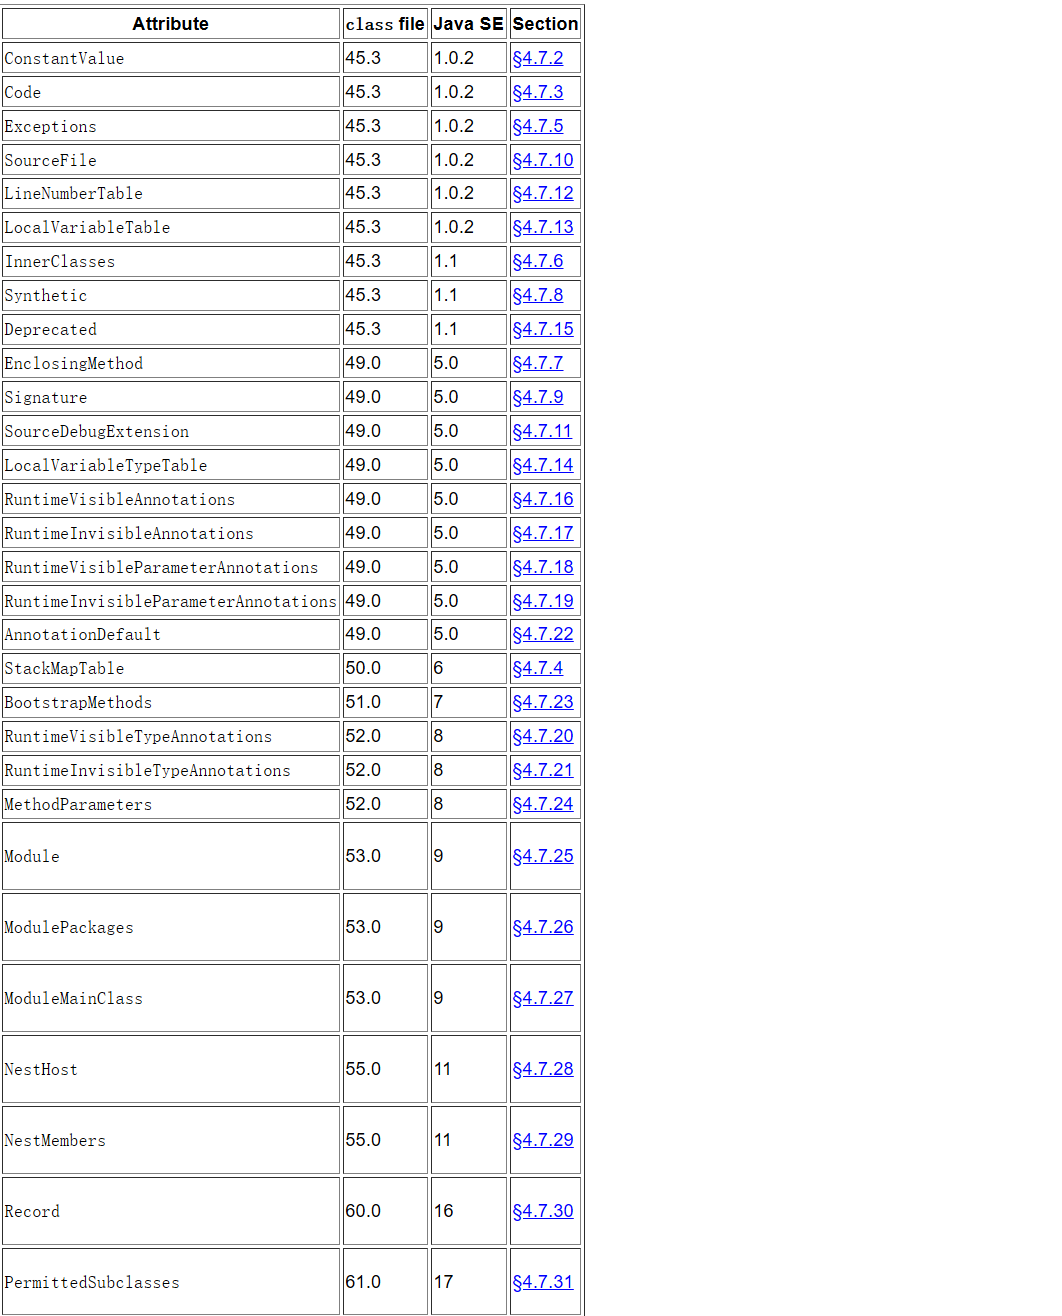 Attribute class file Java SE Section
ConstantValue 45.3 1.0.2 §4.7.2
Code 45.3 1.0.2 §4.7.3
Exceptions 45.3 1.0.2 §4.7.5
SourceFile 45.3 1.0.2 §4.7.10
LineNumberTable 45.3 1.0.2 §4.7.12
LocalVariableTable 45.3 1.0.2 §4.7.13
InnerClasses 45.3 1.1 §4.7.6
Synthetic 45.3 1.1 §4.7.8
Deprecated 45.3 1.1 §4.7.15
EnclosingMethod 49.0 5.0 §4.7.7
Signature 49.0 5.0 §4.7.9
SourceDebugExtension 49.0 5.0 §4.7.11
LocalVariableTypeTable 49.0 5.0 §4.7.14
RuntimeVisibleAnnotations 49.0 5.0 §4.7.16
RuntimeInvisibleAnnotations 49.0 5.0 §4.7.17
RuntimeVisibleParameterAnnotations 49.0 5.0 §4.7.18
RuntimeInvisibleParameterAnnotations 49.0 5.0 §4.7.19
AnnotationDefault 49.0 5.0 §4.7.22
StackMapTable 50.0 6 §4.7.4
BootstrapMethods 51.0 7 §4.7.23
RuntimeVisibleTypeAnnotations 52.0 8 §4.7.20
RuntimeInvisibleTypeAnnotations 52.0 8 §4.7.21
MethodParameters 52.0 8 §4.7.24
Module 53.0 9 §4.7.25
ModulePackages 53.0 9 §4.7.26
ModuleMainClass 53.0 9 §4.7.27
NestHost 55.0 11 §4.7.28
NestMembers 55.0 11 §4.7.29
Record 60.0 16 §4.7.30
PermittedSubclasses 61.0 17 §4.7.31